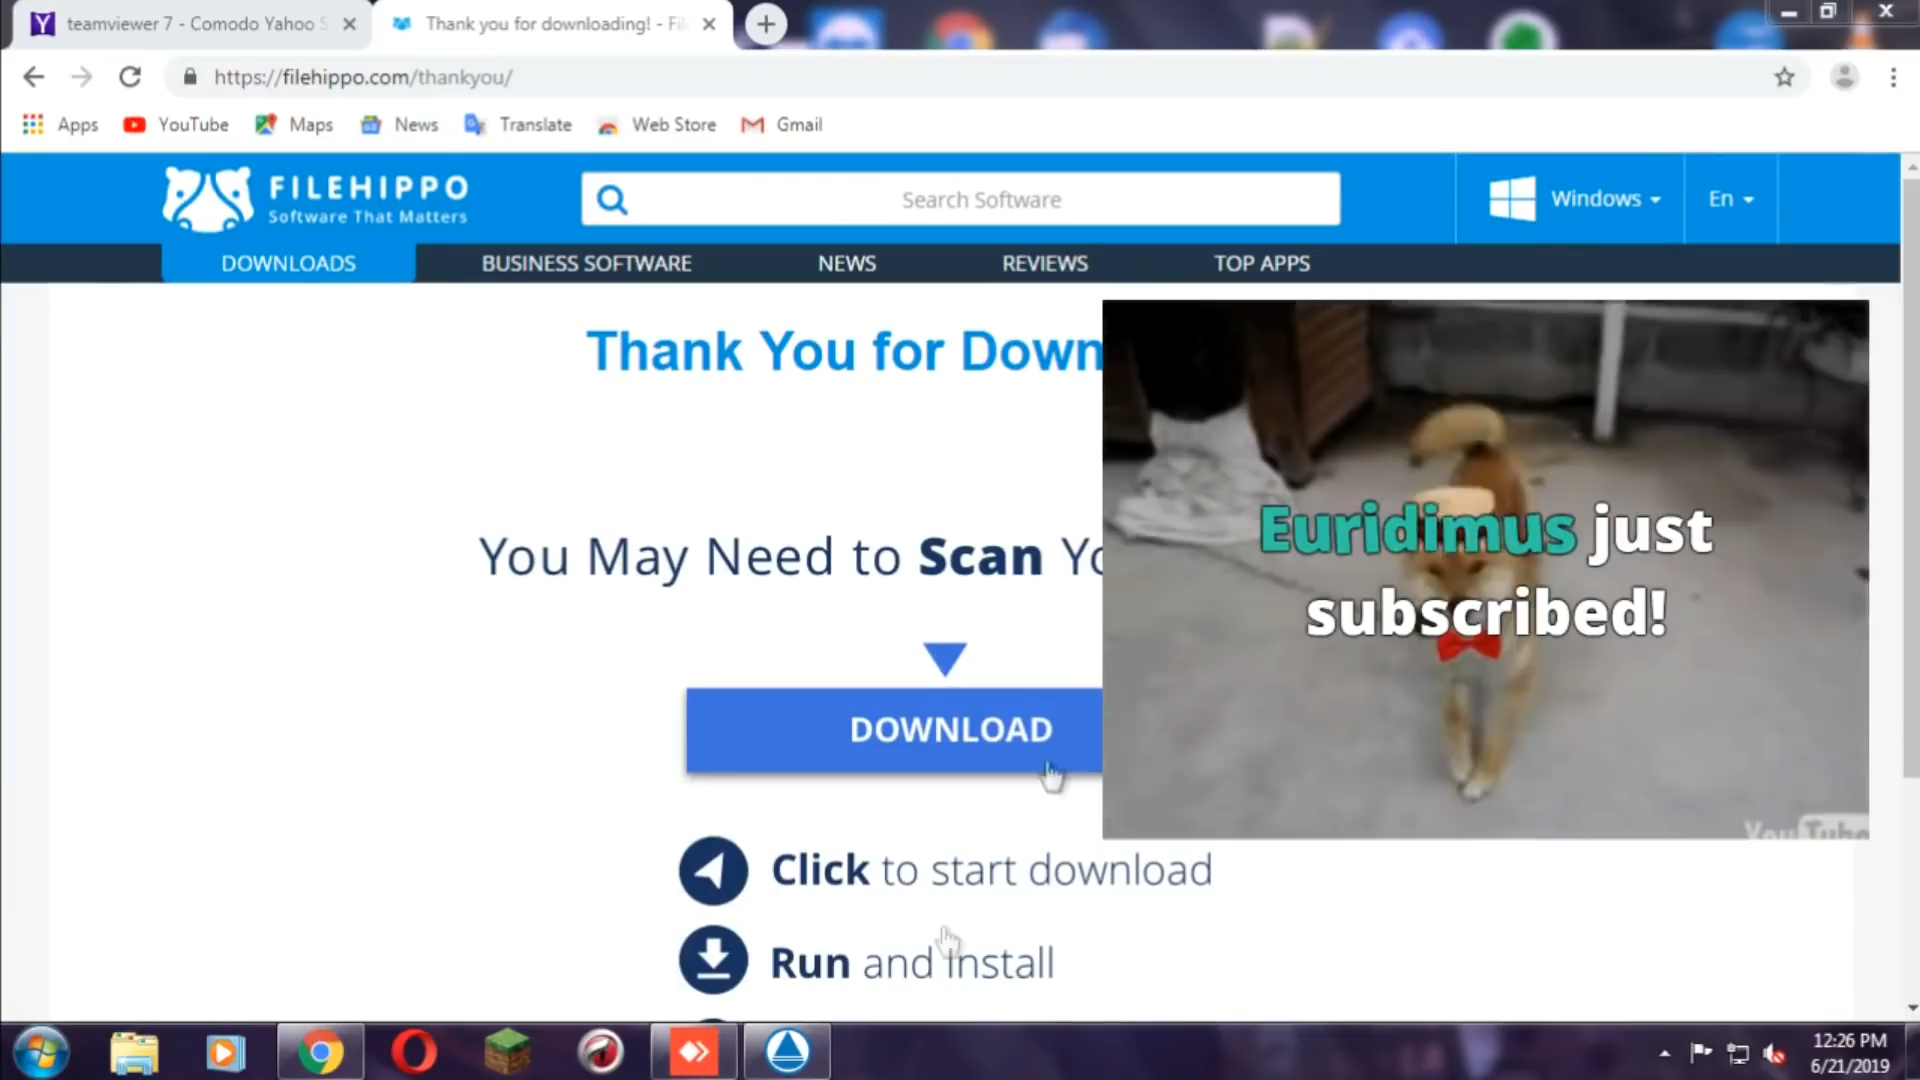 teamviewer 7 - Comodo Yahoo S
Thank you for downloading! - Fil
https://filehippo.com/thankyou/
Apps
YouTube
Maps
News
Translate
Web Store
Gmail
FILEHIPPO
Software That Matters
Search Software
Windows
En
DOWNLOADS
BUSINESS SOFTWARE
NEWS
REVIEWS
TOP APPS
Thank You for Down
You May Need to Scan Yo
Euridimus just
subscribed!
DOWNLOAD
YouTube
Click to start download
Run and install
12:26 PM
6/21/2019